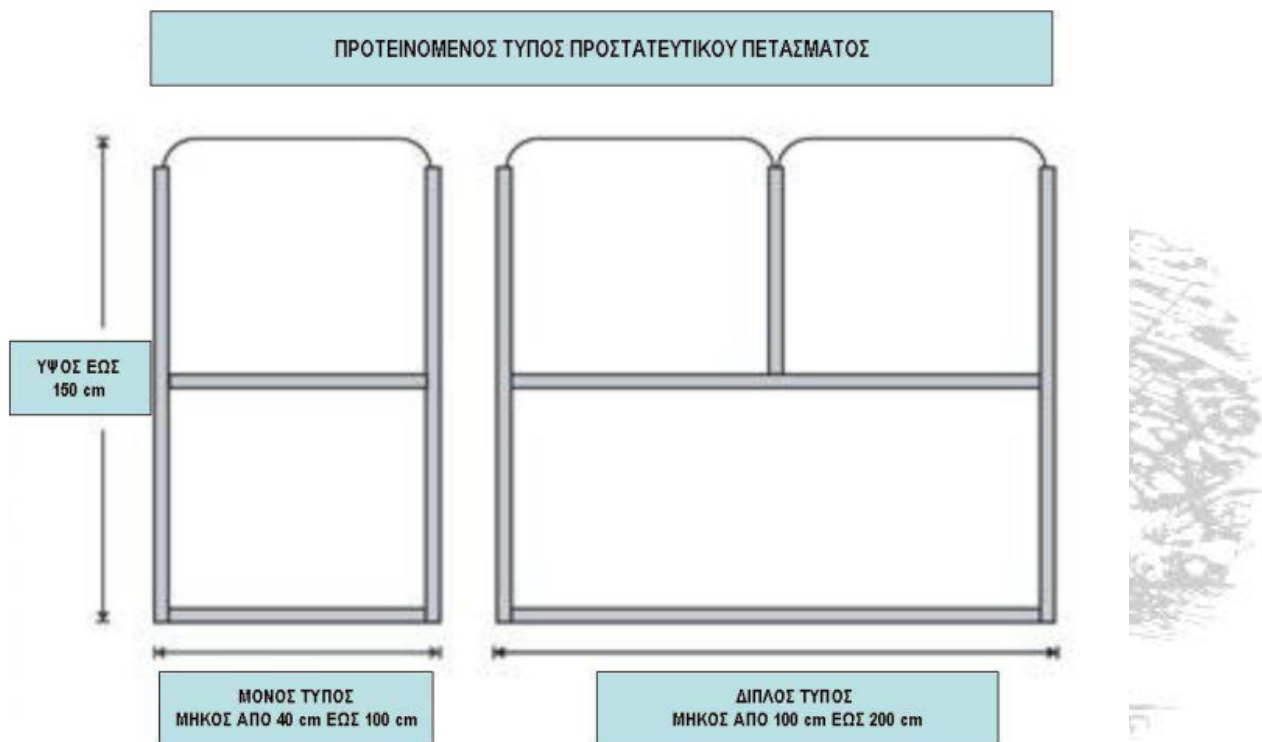 ΠΡΟΤΕΙΝΟΜΕΝΟΣ ΤΥΠΟΣ ΠΡΟΣΤΑΤΕΥΤΙΚΟΥ ΠΕΤΑΣΜΑΤΟΣ
ΥΨΟΣ ΕΩΣ
150 cm
ΜΟΝΟΣ ΤΥΠΟΣ
ΜΗΚΟΣ ΑΠΟ 40 cm ΕΩΣ 100 cm
ΔΙΠΛΟΣ ΤΥΠΟΣ
ΜΗΚΟΣ ΑΠΟ 100 cm ΕΩΣ 200 cm